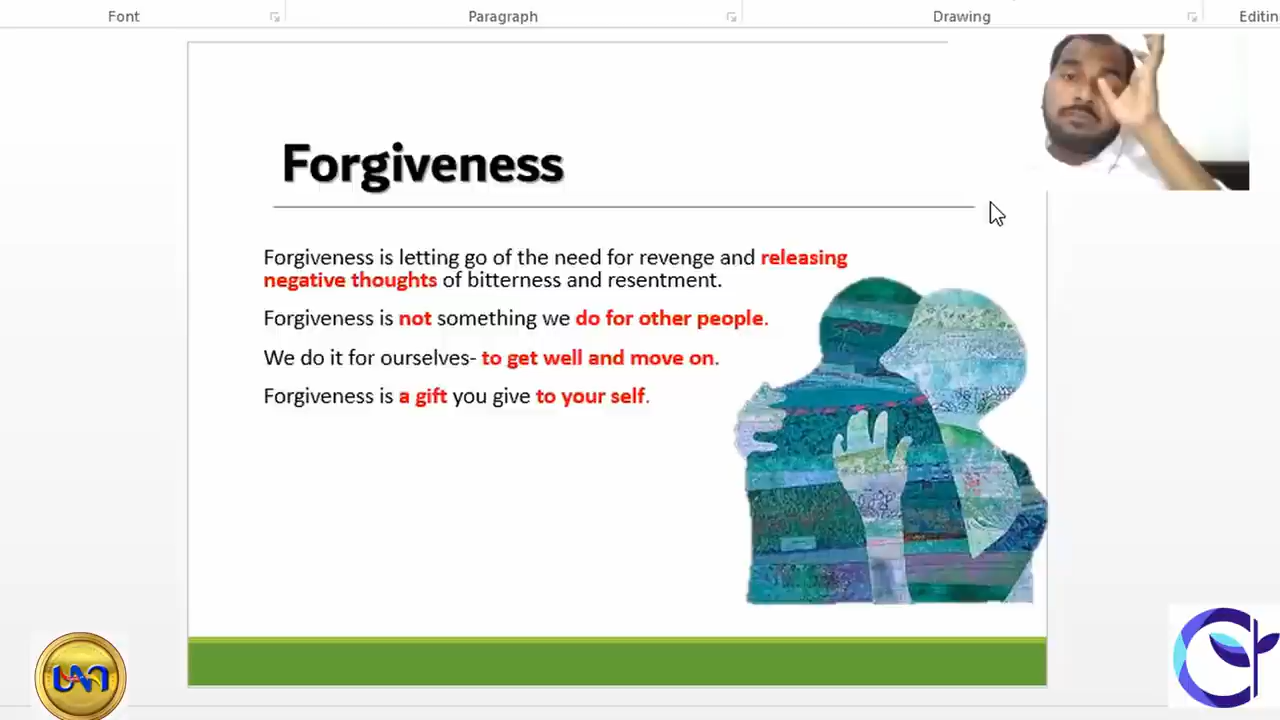 Font Paragraph Drawing
Forgiveness
Forgiveness is letting go of the need for revenge and releasing
negative thoughts of bitterness and resentment.
Forgiveness is not something we do for other people.
We do it for ourselves- to get well and move on.
Forgiveness is a gift you give to your self.